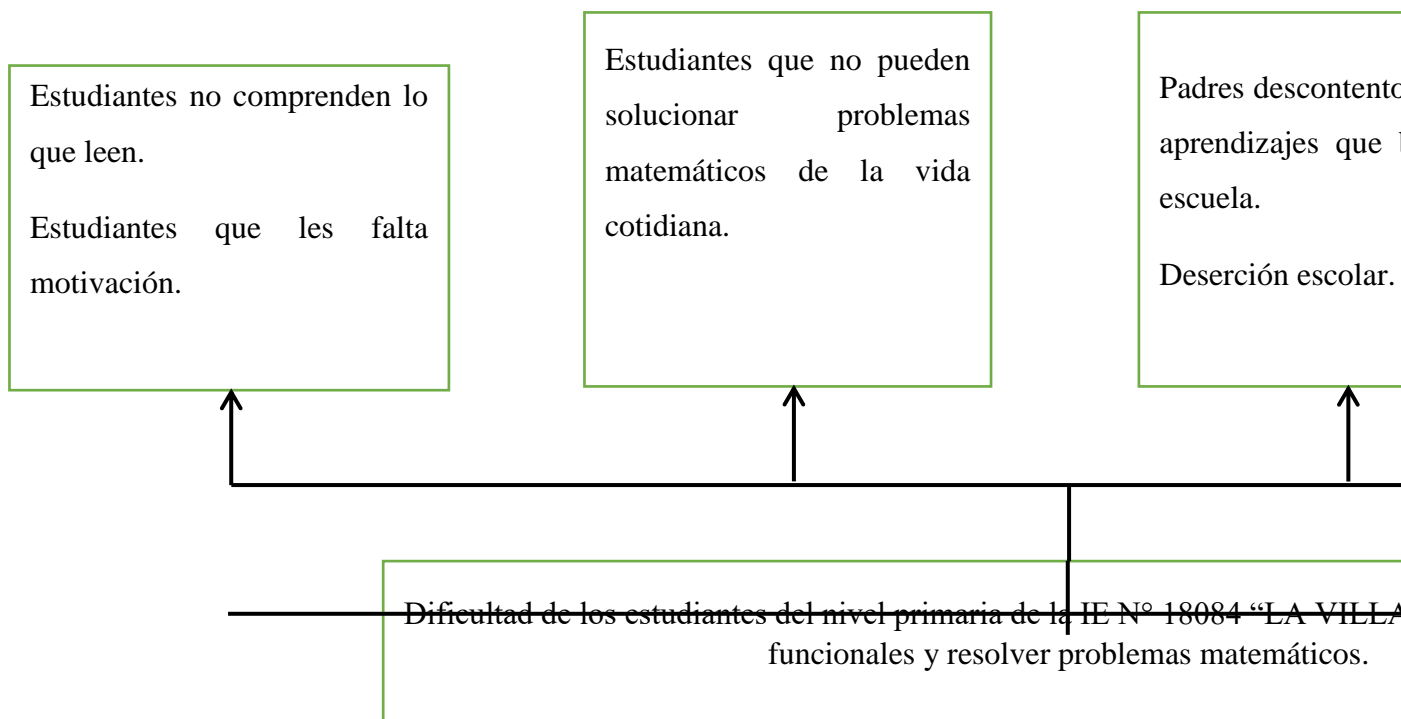 Estudiantes no comprenden lo
que leen.
Estudiantes que les falta
motivación.
Estudiantes que no pueden
solucionar problemas
matemáticos de la vida
cotidiana.
Padres descontento
aprendizajes que
escuela.
Deserción escolar.
Dificultad de los estudiantes del nivel primaria de la IE N° 18084 “LA VILLA
funcionales y resolver problemas matemáticos.